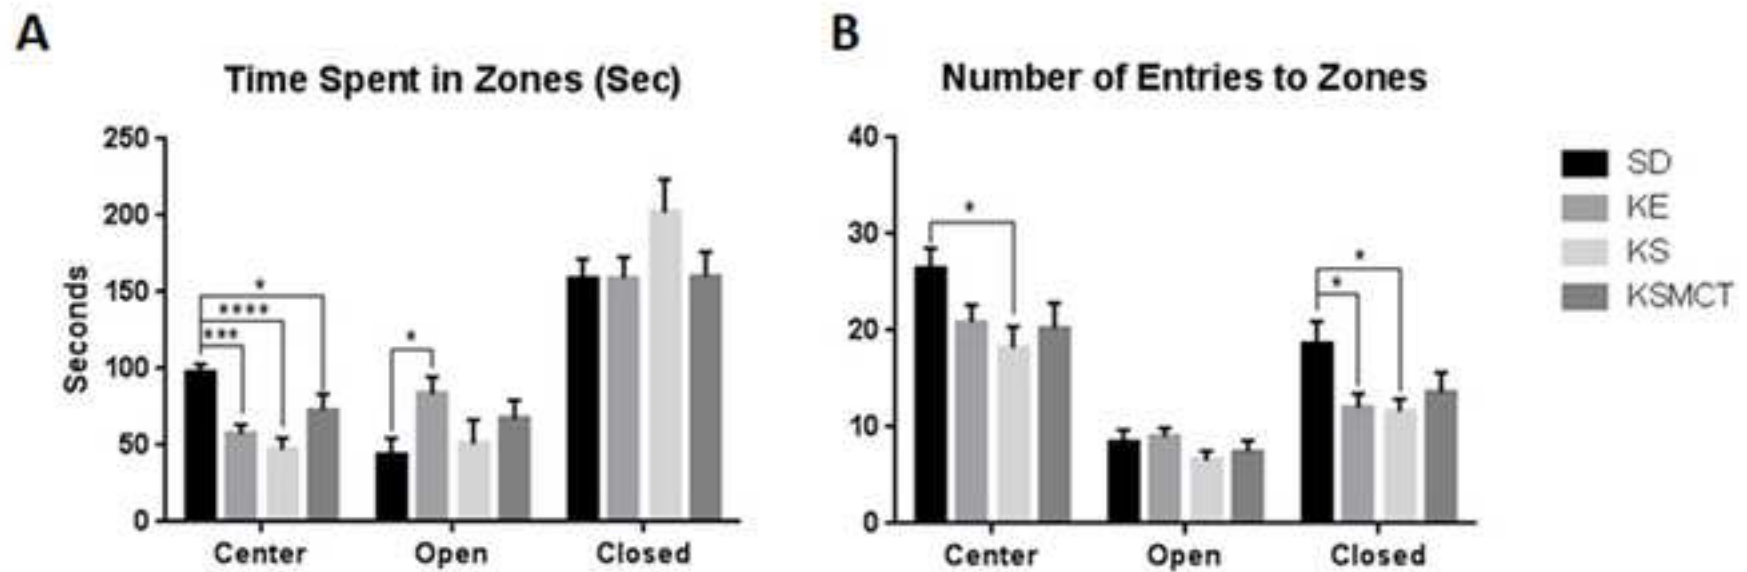 A
Time Spent in Zones (Sec)
250
200
150
100
50
0
Seconds
*
****
***
*
Center
Open
Closed
B
Number of Entries to Zones
40
30
20
10
0
*
*
*
Center
Open
Closed
SD
KE
KS
KSMCT